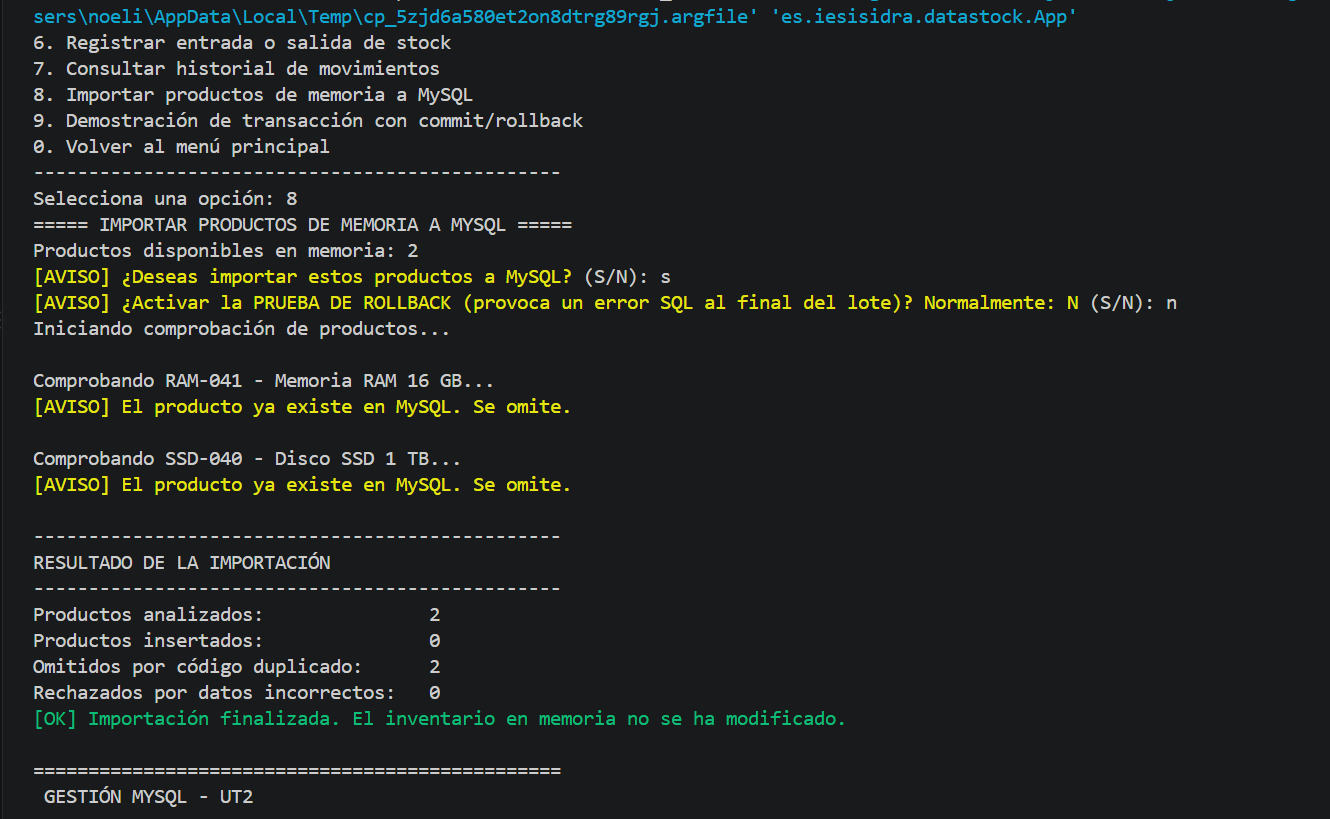 sers\noeli\AppData\Local\Temp\cp_5zjd6a580et2on8dtrg89rgj.argfile' 'es.iesisidra.datastock.App'
6. Registrar entrada o salida de stock
7. Consultar historial de movimientos
8. Importar productos de memoria a MySQL
9. Demostración de transacción con commit/rollback
0. Volver al menú principal
------------------------------------------------
Selecciona una opción: 8
===== IMPORTAR PRODUCTOS DE MEMORIA A MYSQL =====
Productos disponibles en memoria: 2
[AVISO] ¿Deseas importar estos productos a MySQL? (S/N): s
[AVISO] ¿Activar la PRUEBA DE ROLLBACK (provoca un error SQL al final del lote)? Normalmente: N (S/N): n
Iniciando comprobación de productos...
Comprobando RAM-041 - Memoria RAM 16 GB...
[AVISO] El producto ya existe en MySQL. Se omite.
Comprobando SSD-040 - Disco SSD 1 TB...
[AVISO] El producto ya existe en MySQL. Se omite.
------------------------------------------------
RESULTADO DE LA IMPORTACIÓN
------------------------------------------------
Productos analizados: 2
Productos insertados: 0
Omitidos por código duplicado: 2
Rechazados por datos incorrectos: 0
[OK] Importación finalizada. El inventario en memoria no se ha modificado.
================================================
GESTIÓN MYSQL - UT2